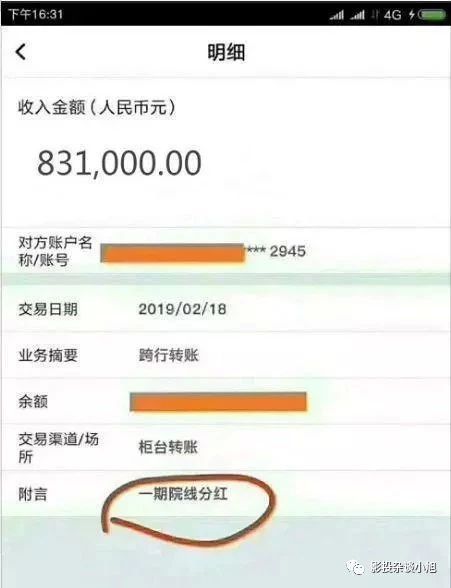 下午16:31 4G
明细
收入金额（人民币元）
831,000.00
对方账户名
称/账号 *** 2945
交易日期 2019/02/18
业务摘要 跨行转账
余额
交易渠道/场
所 柜台转账
附言 一期院线分红
影投杂谈小旭